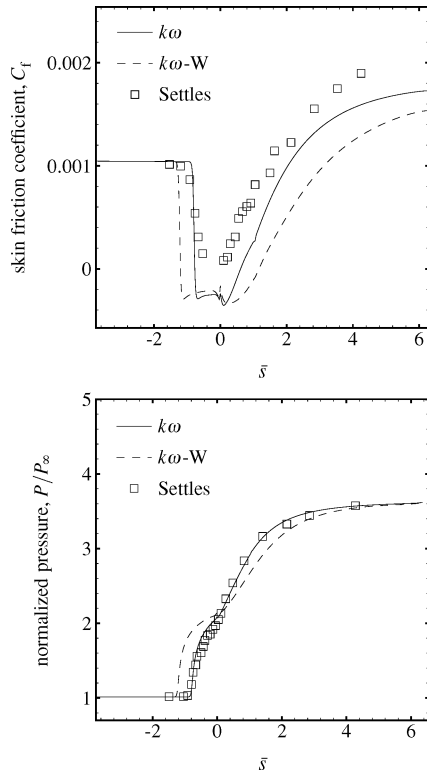 skin friction coefficient, C_f
0.002
0.001
0
kω
kω-W
Settles
-2
0
2
4
6
s̄
normalized pressure, P/P∞
5
4
3
2
1
kω
kω-W
Settles
-2
0
2
4
6
s̄